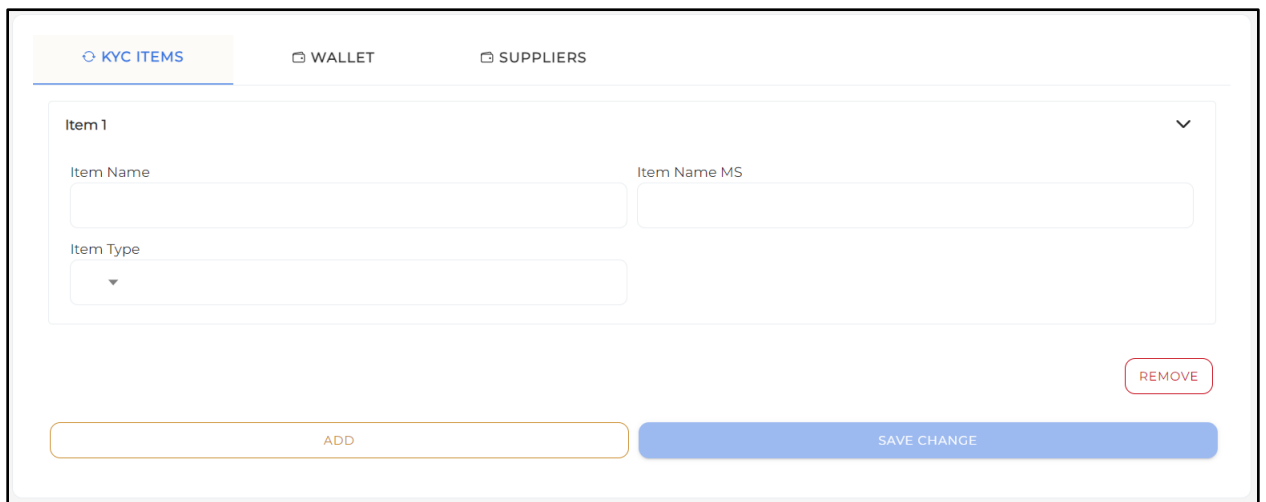 KYC ITEMS WALLET SUPPLIERS
Item 1
Item Name Item Name MS
Item Type
REMOVE
ADD SAVE CHANGE